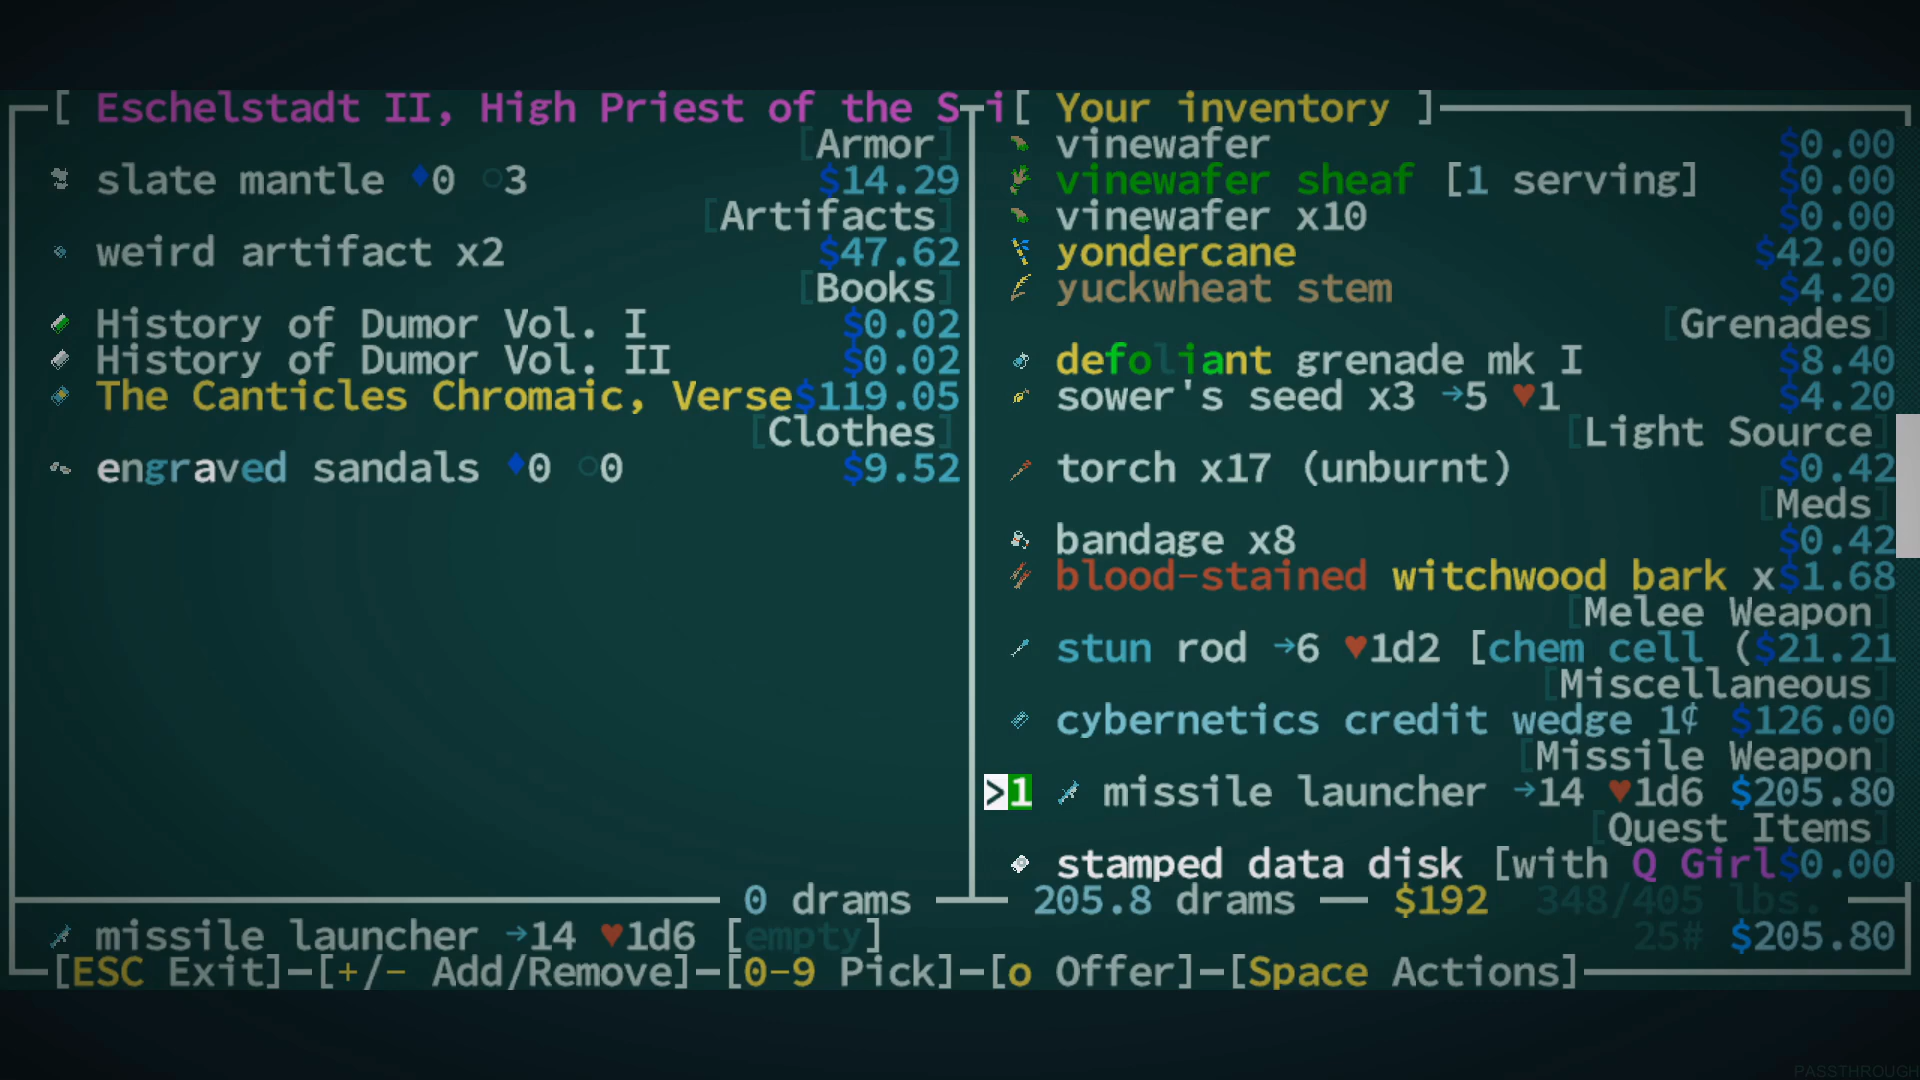 [ Eschelstadt II, High Priest of the S
[Armor]
slate mantle ♦0 ○3 $14.29
[Artifacts]
weird artifact x2 $47.62
[Books]
History of Dumor Vol. I $0.02
History of Dumor Vol. II $0.02
The Canticles Chromaic, Verse $119.05
[Clothes]
engraved sandals ♦0 ○0 $9.52
i[ Your inventory ]
vinewafer $0.00
vinewafer sheaf [1 serving] $0.00
vinewafer x10 $0.00
yondercane $42.00
yuckwheat stem $4.20
[Grenades]
defoliant grenade mk I $8.40
sower's seed x3 →5 ♥1 $4.20
[Light Source]
torch x17 (unburnt) $0.42
[Meds]
bandage x8 $0.42
blood-stained witchwood bark x $1.68
[Melee Weapon]
stun rod →6 ♥1d2 [chem cell ( $21.21
[Miscellaneous]
cybernetics credit wedge 1¢ $126.00
[Missile Weapon]
>1 missile launcher →14 ♥1d6 $205.80
[Quest Items]
stamped data disk [with Q Girl $0.00
0 drams 205.8 drams — $192 348/405 lbs.
missile launcher →14 ♥1d6 [empty] 25# $205.80
[ESC Exit]—[+/- Add/Remove]—[0-9 Pick]—[o Offer]—[Space Actions]
PASSTHROUGH